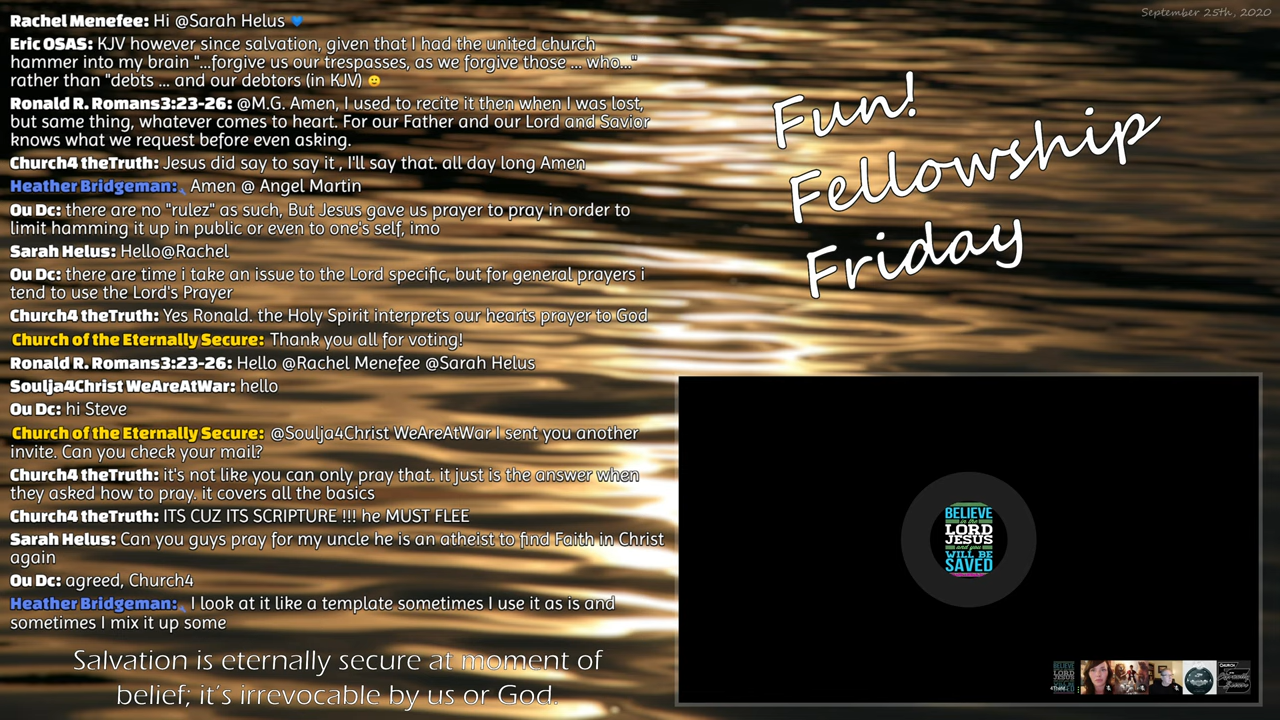 Rachel Menefee: Hi @Sarah Helus 💙
Eric OSAS: KJV however since salvation, given that I had the united church
hammer into my brain "...forgive us our trespasses, as we forgive those ... who..."
rather than "debts ... and our debtors (in KJV) 🙂
Ronald R. Romans3:23-26: @M.G. Amen, I used to recite it then when I was lost,
but same thing, whatever comes to heart. For our Father and our Lord and Savior
knows what we request before even asking.
Church4 theTruth: Jesus did say to say it , I'll say that. all day long Amen
Heather Bridgeman: Amen @ Angel Martin
Ou Dc: there are no "rulez" as such, But Jesus gave us prayer to pray in order to
limit hamming it up in public or even to one's self, imo
Sarah Helus: Hello@Rachel
Ou Dc: there are time i take an issue to the Lord specific, but for general prayers i
tend to use the Lord's Prayer
Church4 theTruth: Yes Ronald. the Holy Spirit interprets our hearts prayer to God
Church of the Eternally Secure: Thank you all for voting!
Ronald R. Romans3:23-26: Hello @Rachel Menefee @Sarah Helus
Soulja4Christ WeAreAtWar: hello
Ou Dc: hi Steve
Church of the Eternally Secure: @Soulja4Christ WeAreAtWar I sent you another
invite. Can you check your mail?
Church4 theTruth: it's not like you can only pray that. it just is the answer when
they asked how to pray. it covers all the basics
Church4 theTruth: ITS CUZ ITS SCRIPTURE !!! he MUST FLEE
Sarah Helus: Can you guys pray for my uncle he is an atheist to find Faith in Christ
again
Ou Dc: agreed, Church4
Heather Bridgeman: I look at it like a template sometimes I use it as is and
sometimes I mix it up some
Salvation is eternally secure at moment of
belief; it's irrevocable by us or God.
September 25th, 2020
Fun!
Fellowship
Friday
BELIEVE
in the
LORD
JESUS
and you
WILL BE
SAVED
BELIEVE
LORD
JESUS